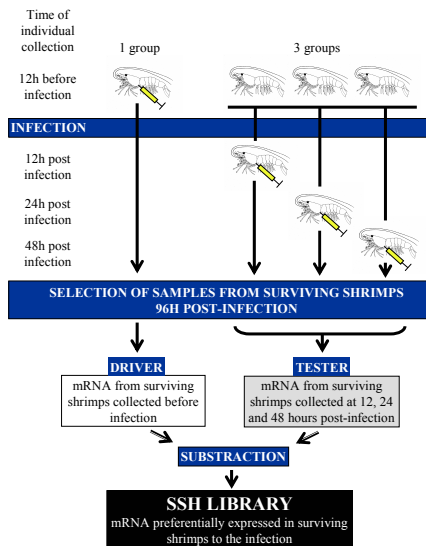 Time of
individual
collection
1 group
3 groups
12h before
infection
INFECTION
12h post
infection
24h post
infection
48h post
infection
SELECTION OF SAMPLES FROM SURVIVING SHRIMPS
96H POST-INFECTION
DRIVER
mRNA from surviving
shrimps collected before
infection
TESTER
mRNA from surviving
shrimps collected at 12, 24
and 48 hours post-infection
SUBSTRACTION
SSH LIBRARY
mRNA preferentially expressed in surviving
shrimps to the infection